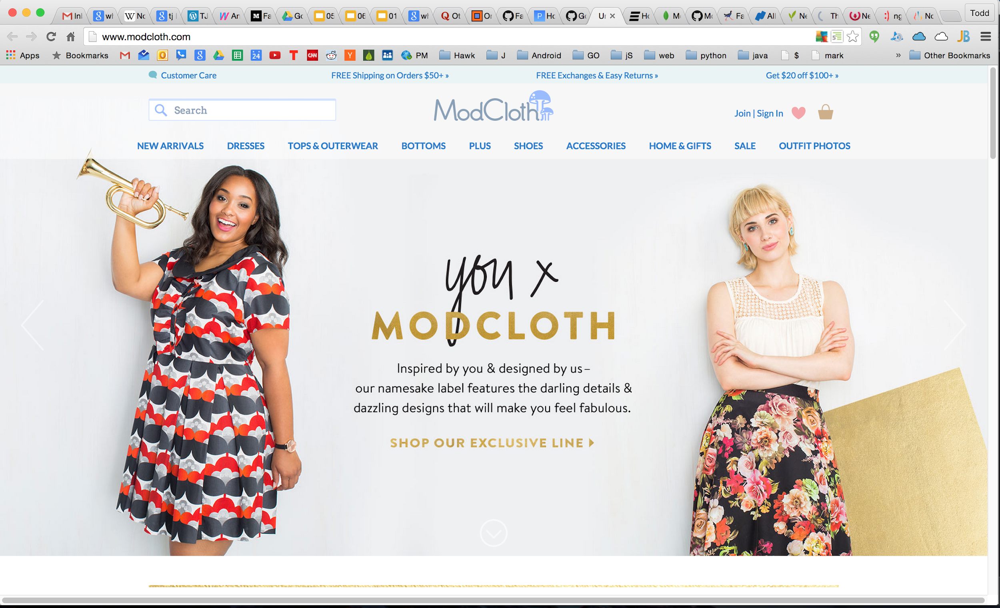 Inl
wl
W Nc
tj
TJ
An
M Fa
Gc
05
06
01
wl
Ot
Or
Fa
P Hc
Gc
Ur
Hc
M
Mc
Fa
All
Ne
Th
Ne
:) ng
Nc
Todd
www.modcloth.com
Apps
Bookmarks
24
T
CNN
Y
PM
Hawk
J
Android
GO
jS
web
python
java
$
mark
»
Other Bookmarks
Customer Care
FREE Shipping on Orders $50+ »
FREE Exchanges & Easy Returns »
Get $20 off $100+ »
Search
ModCloth
Join | Sign In
NEW ARRIVALS
DRESSES
TOPS & OUTERWEAR
BOTTOMS
PLUS
SHOES
ACCESSORIES
HOME & GIFTS
SALE
OUTFIT PHOTOS
you x
MODCLOTH
Inspired by you & designed by us–
our namesake label features the darling details &
dazzling designs that will make you feel fabulous.
SHOP OUR EXCLUSIVE LINE